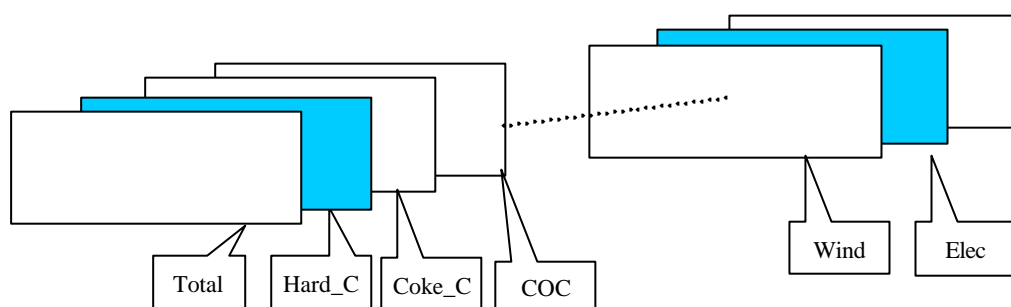 Total
Hard_C
Coke_C
COC
Wind
Elec